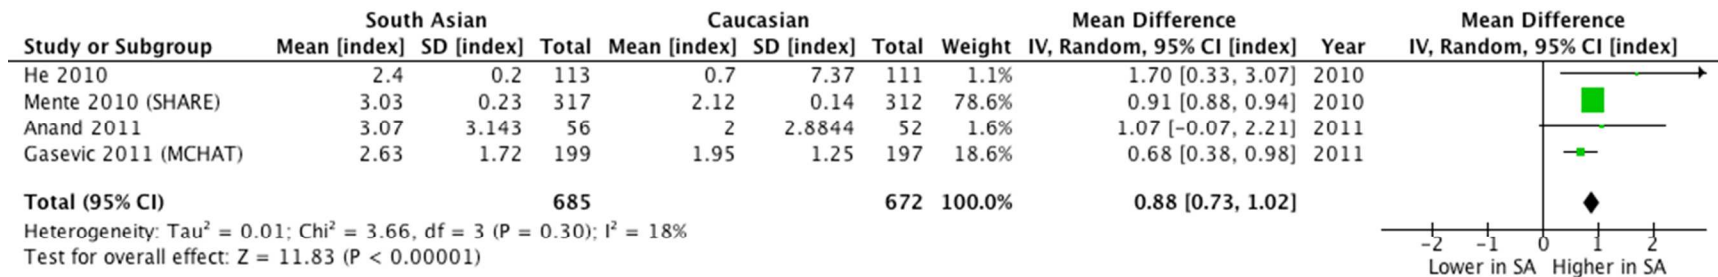 South Asian Caucasian Mean Difference Mean Difference
Study or Subgroup Mean [index] SD [index] Total Mean [index] SD [index] Total Weight IV, Random, 95% CI [index] Year IV, Random, 95% CI [index]
He 2010 2.4 0.2 113 0.7 7.37 111 1.1% 1.70 [0.33, 3.07] 2010
Mente 2010 (SHARE) 3.03 0.23 317 2.12 0.14 312 78.6% 0.91 [0.88, 0.94] 2010
Anand 2011 3.07 3.143 56 2 2.8844 52 1.6% 1.07 [-0.07, 2.21] 2011
Gasevic 2011 (MCHAT) 2.63 1.72 199 1.95 1.25 197 18.6% 0.68 [0.38, 0.98] 2011
Total (95% CI) 685 672 100.0% 0.88 [0.73, 1.02]
Heterogeneity: Tau² = 0.01; Chi² = 3.66, df = 3 (P = 0.30); I² = 18%
Test for overall effect: Z = 11.83 (P < 0.00001)
-2 -1 0 1 2
Lower in SA Higher in SA